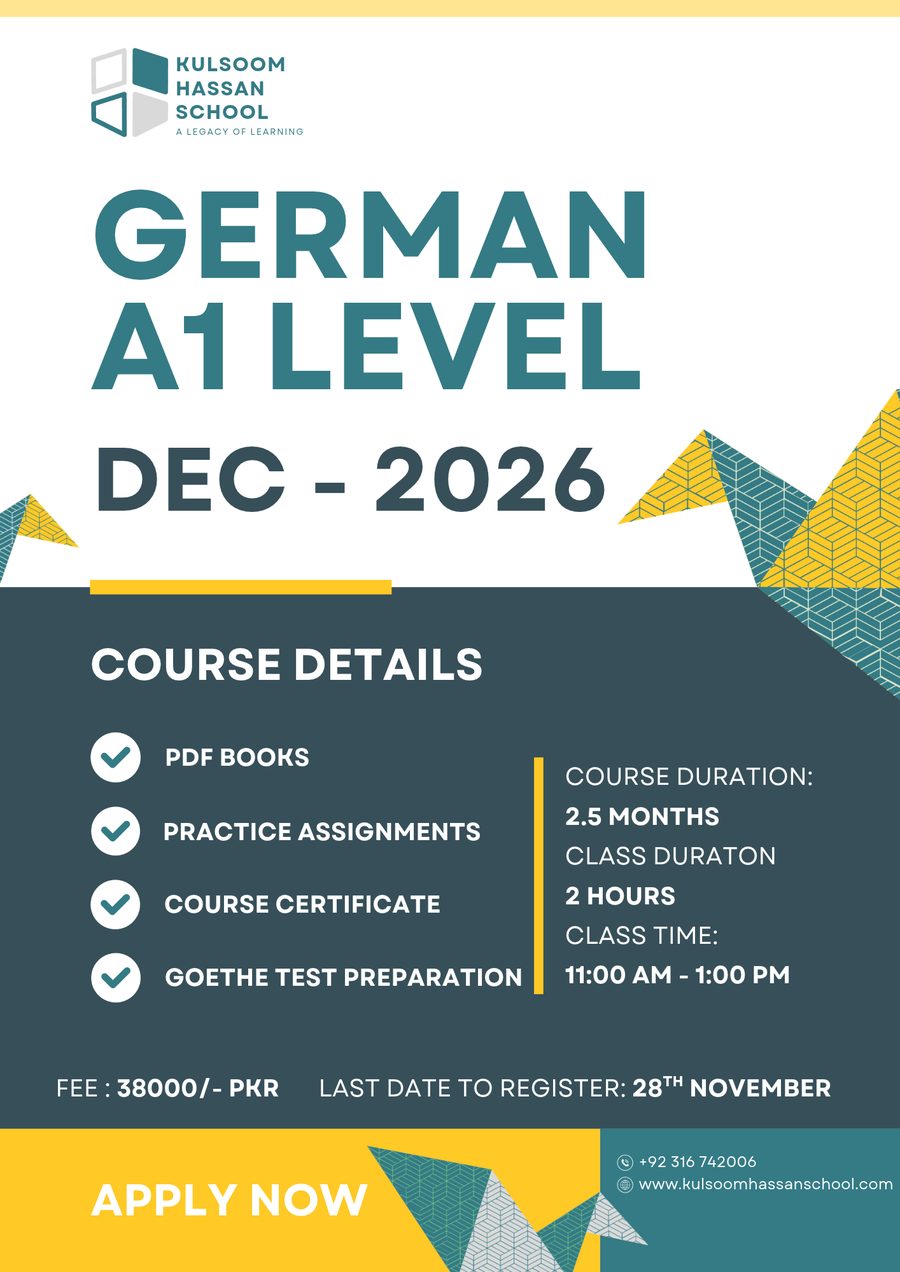 KULSOOM
HASSAN
SCHOOL
A LEGACY OF LEARNING
GERMAN
A1 LEVEL
DEC - 2026
COURSE DETAILS
PDF BOOKS
PRACTICE ASSIGNMENTS
COURSE CERTIFICATE
GOETHE TEST PREPARATION
COURSE DURATION:
2.5 MONTHS
CLASS DURATON
2 HOURS
CLASS TIME:
11:00 AM - 1:00 PM
FEE : 38000/- PKR
LAST DATE TO REGISTER: 28TH NOVEMBER
APPLY NOW
+92 316 742006
www.kulsoomhassanschool.com